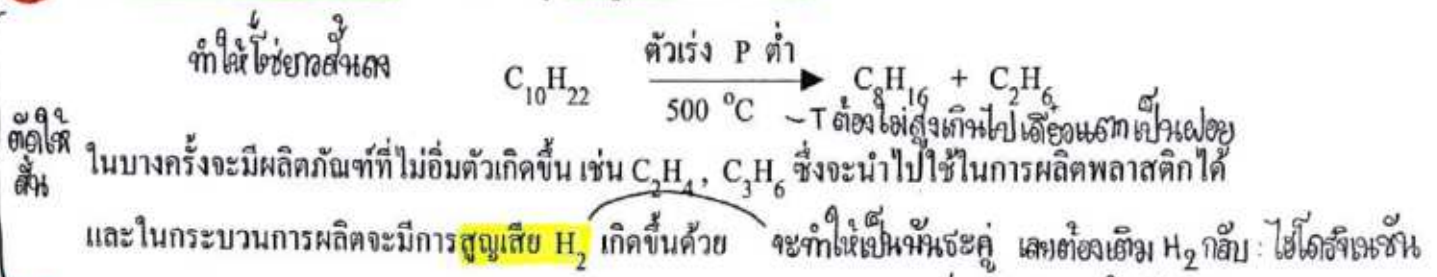 ทำให้โซ่ยาวสั้นลง
ตัวเร่ง P ต่ำ
C₁₀H₂₂ ⟶ C₈H₁₆ + C₂H₆
500 °C ~T ต้องไม่สูงเกินไปเดี๋ยวแตกเป็นฝอย
ตัดให้สั้น
ในบางครั้งจะมีผลิตภัณฑ์ที่ไม่อิ่มตัวเกิดขึ้น เช่น C₂H₄, C₃H₆ ซึ่งจะนำไปใช้ในการผลิตพลาสติกได้
และในกระบวนการผลิตจะมีการสูญเสีย H₂ เกิดขึ้นด้วย จะทำให้เป็นพันธะคู่ เลยต้องเติม H₂ กลับ : ไฮโดรจิเนชัน